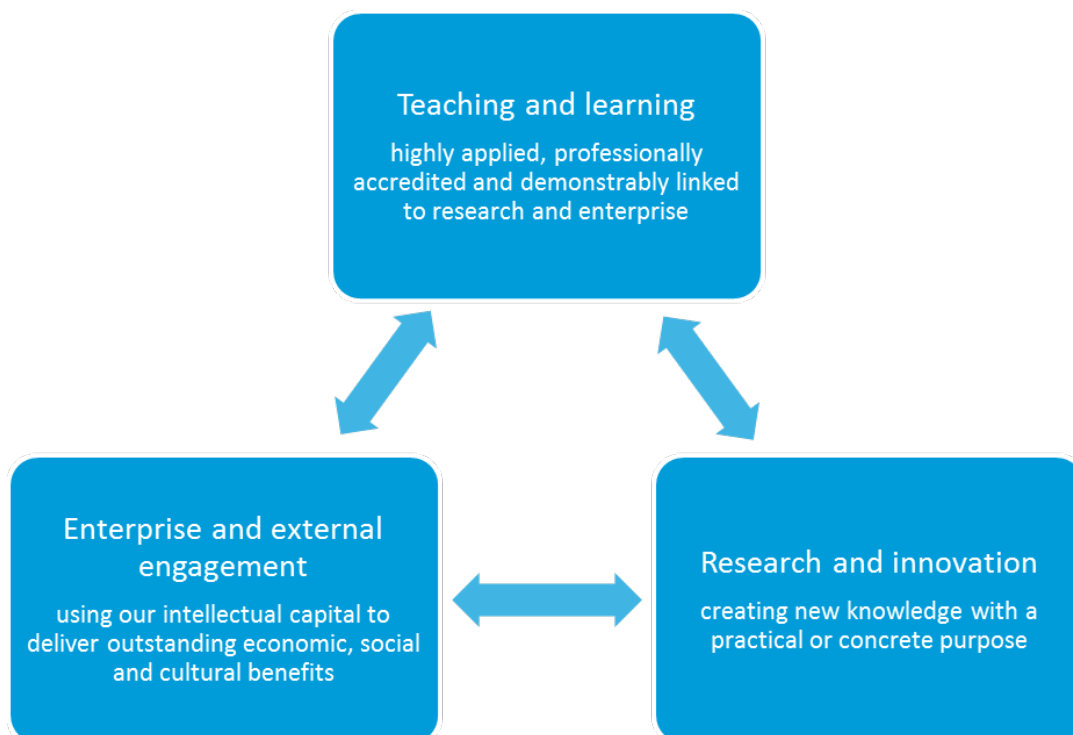 Teaching and learning
highly applied, professionally
accredited and demonstrably linked
to research and enterprise
Enterprise and external
engagement
using our intellectual capital to
deliver outstanding economic, social
and cultural benefits
Research and innovation
creating new knowledge with a
practical or concrete purpose